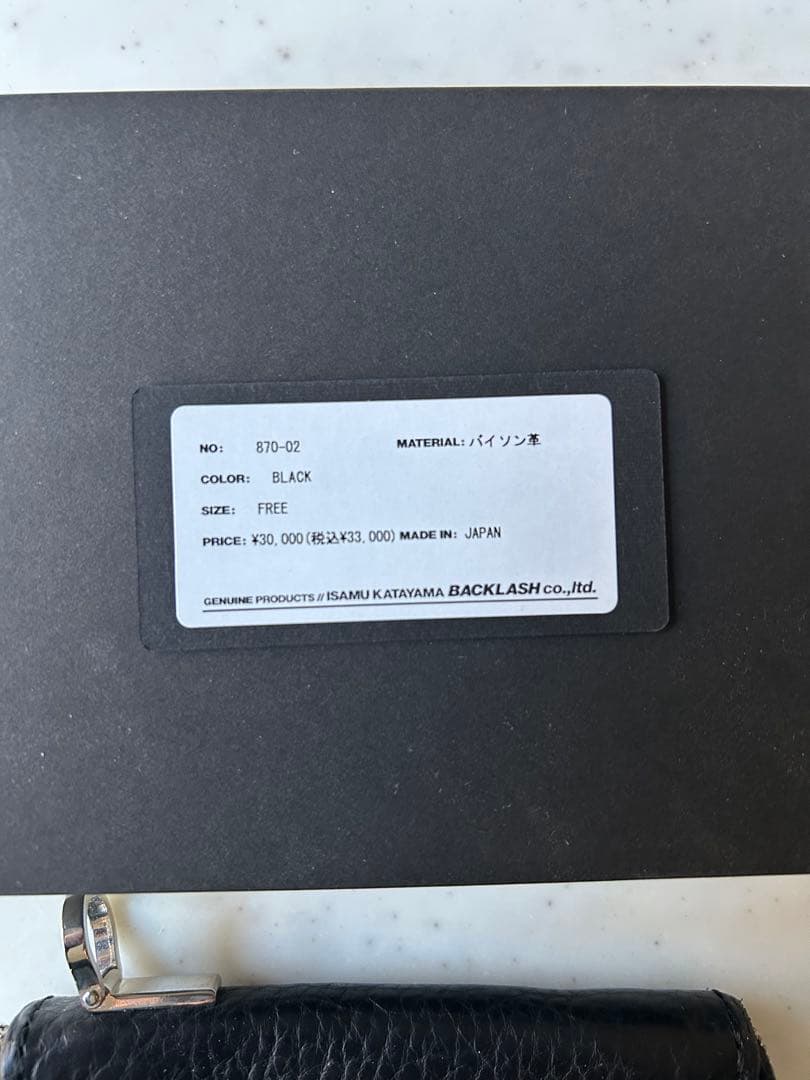 NO: 870-02 MATERIAL: バイソン革
COLOR: BLACK
SIZE: FREE
PRICE: ¥30,000(税込¥33,000) MADE IN: JAPAN
GENUINE PRODUCTS // ISAMU KATAYAMA BACKLASH co.,ltd.